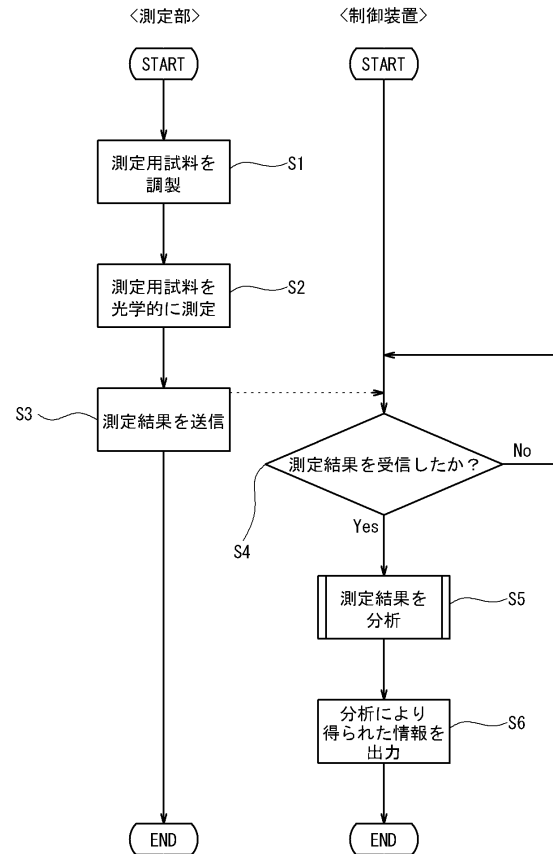 <測定部>
<制御装置>
START
START
測定用試料を
調製
S1
測定用試料を
光学的に測定
S2
測定結果を送信
S3
測定結果を受信したか？
No
Yes
S4
測定結果を
分析
S5
分析により
得られた情報を
出力
S6
END
END